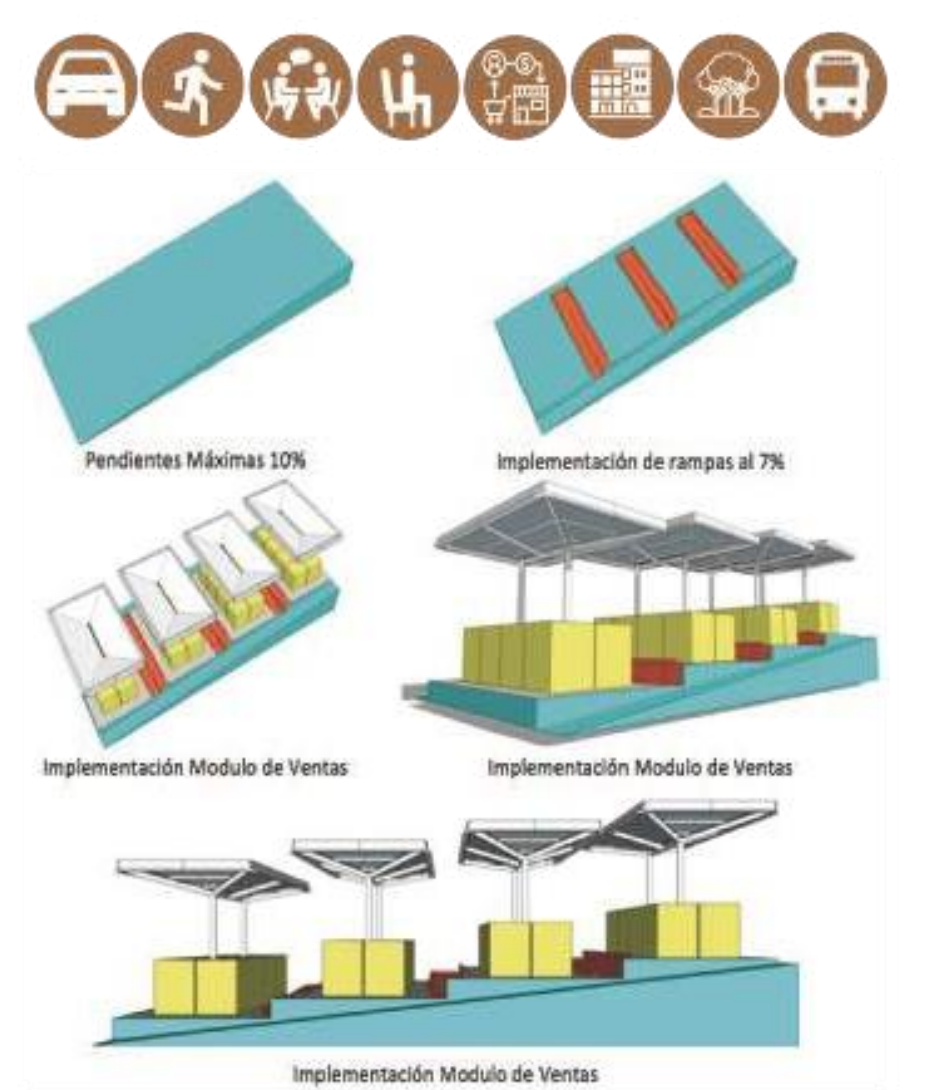 Pendientes Máximas 10%
Implementación de rampas al 7%
Implementación Modulo de Ventas
Implementación Modulo de Ventas
Implementación Modulo de Ventas